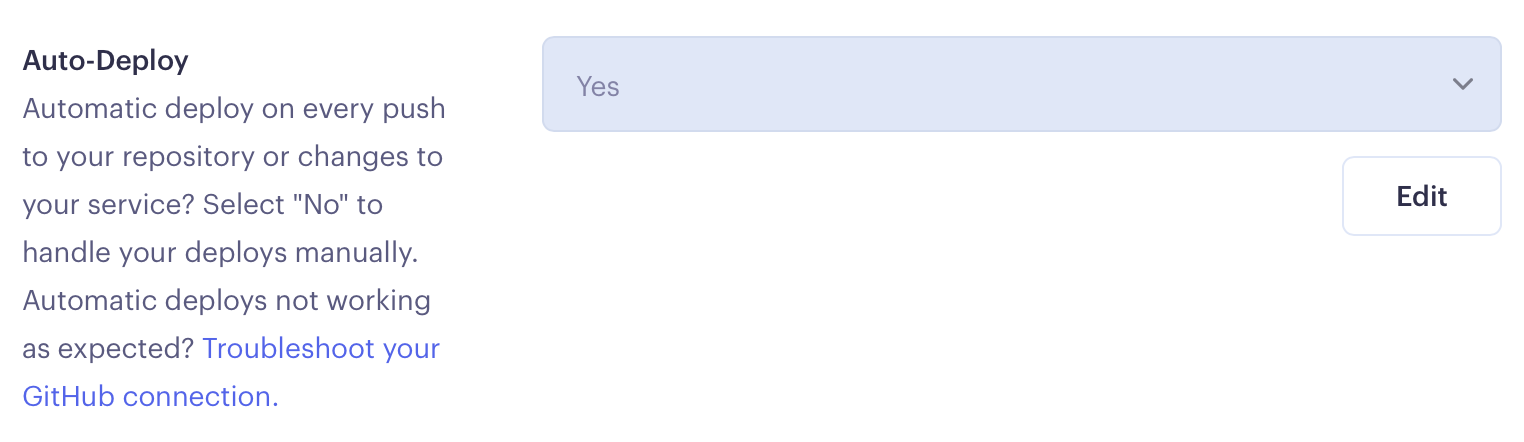 Auto-Deploy
Automatic deploy on every push
to your repository or changes to
your service? Select "No" to
handle your deploys manually.
Automatic deploys not working
as expected? Troubleshoot your
GitHub connection.
Yes
Edit